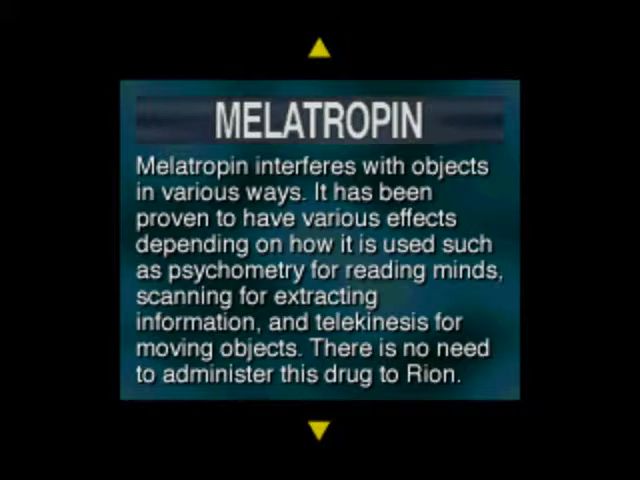 MELATROPIN
Melatropin interferes with objects
in various ways. It has been
proven to have various effects
depending on how it is used such
as psychometry for reading minds,
scanning for extracting
information, and telekinesis for
moving objects. There is no need
to administer this drug to Rion.